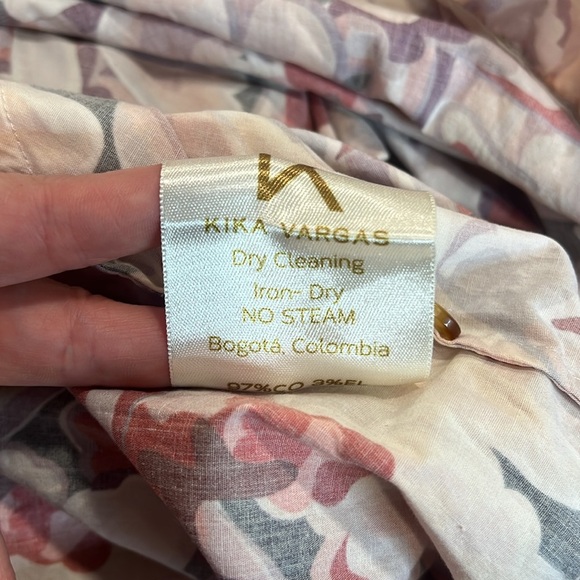 KIKA VARGAS
Dry Cleaning
Iron- Dry
NO STEAM
Bogotá, Colombia
97%CO 3%EL